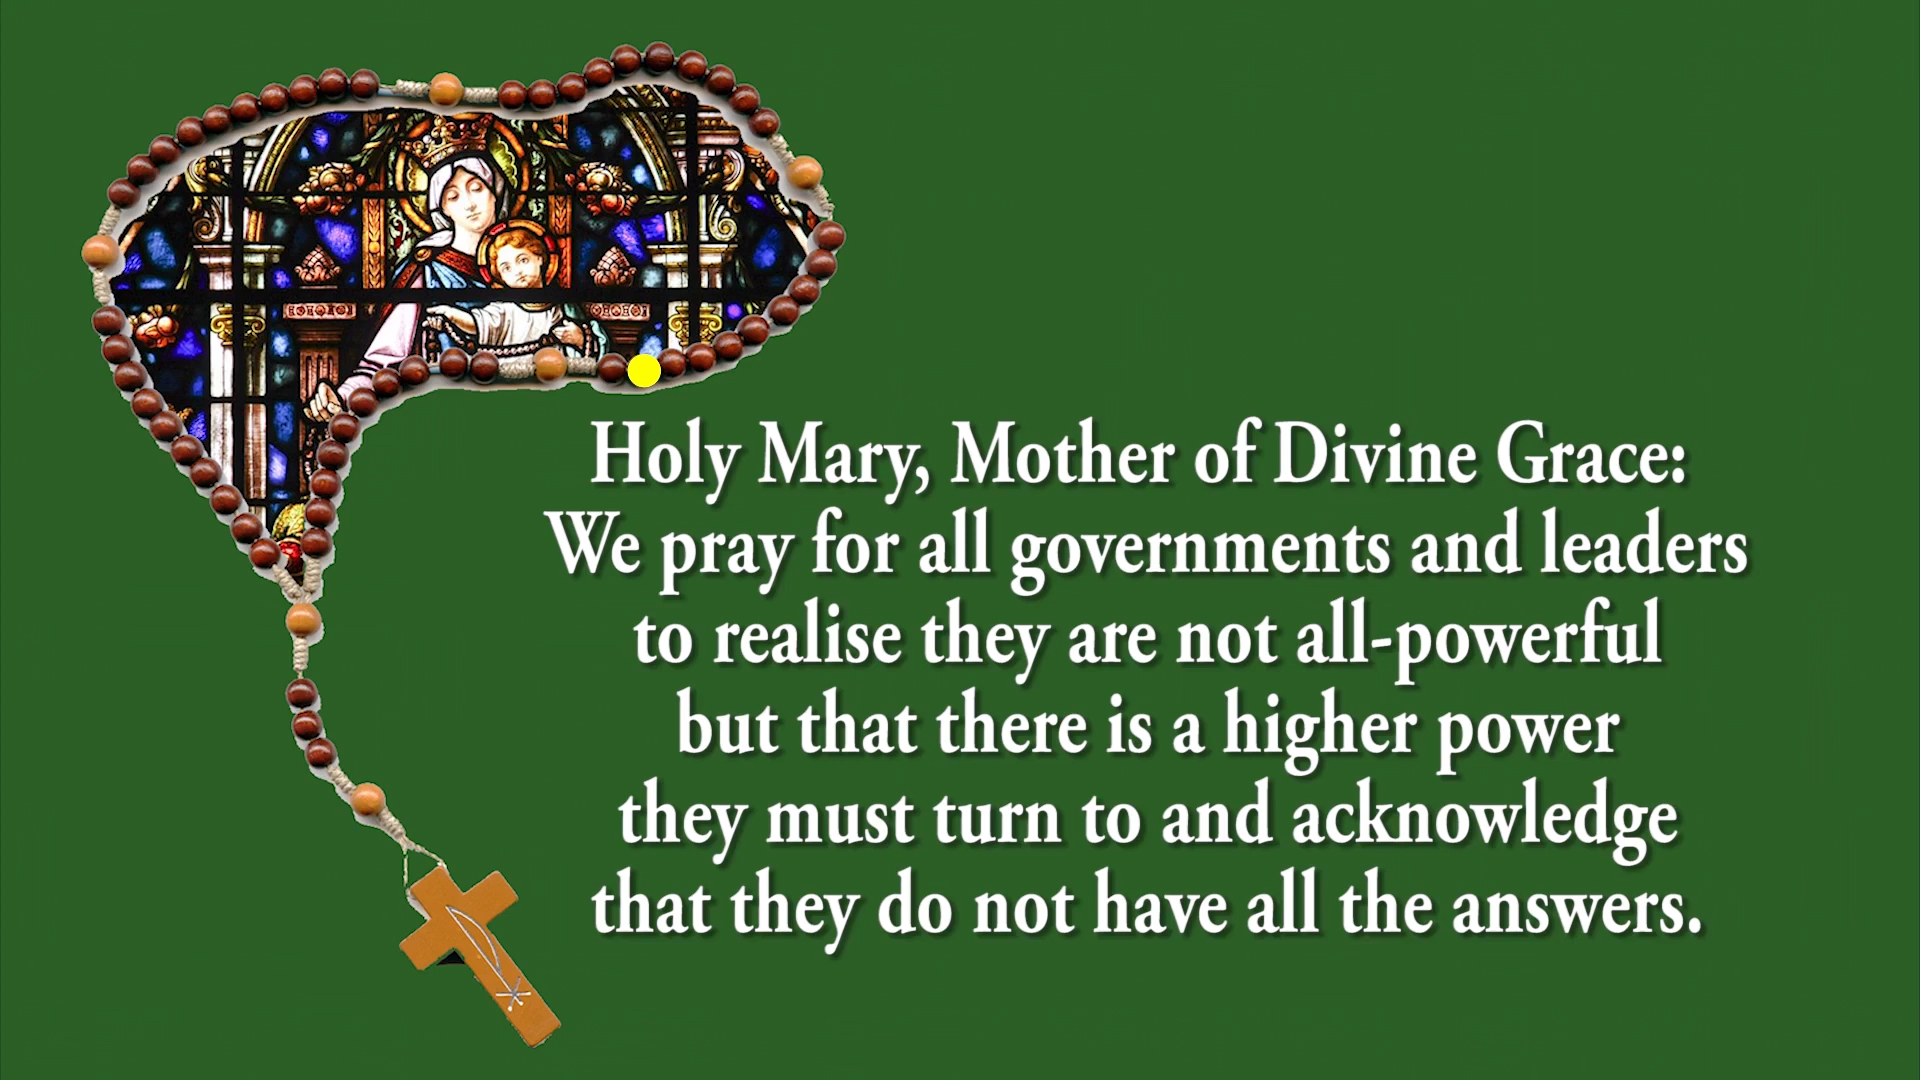 Holy Mary, Mother of Divine Grace:
We pray for all governments and leaders
to realise they are not all-powerful
but that there is a higher power
they must turn to and acknowledge
that they do not have all the answers.